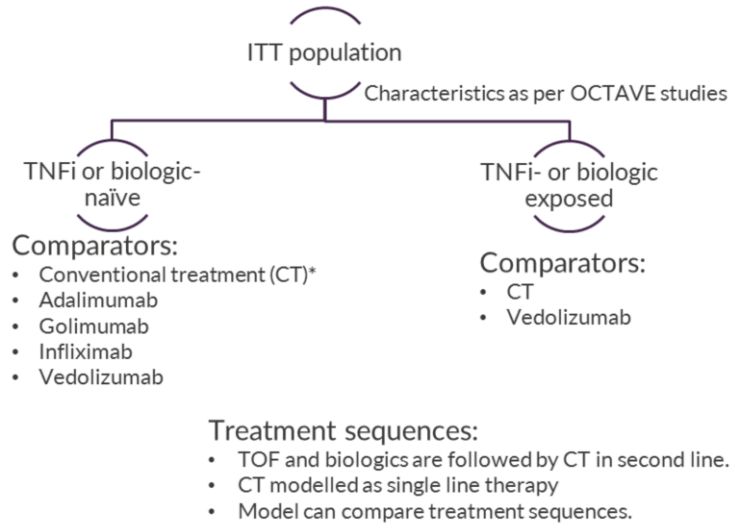 ITT population
Characteristics as per OCTAVE studies
TNFi or biologic-
naïve
Comparators:
• Conventional treatment (CT)*
• Adalimumab
• Golimumab
• Infliximab
• Vedolizumab
TNFi- or biologic
exposed
Comparators:
• CT
• Vedolizumab
Treatment sequences:
• TOF and biologics are followed by CT in second line.
• CT modelled as single line therapy
• Model can compare treatment sequences.